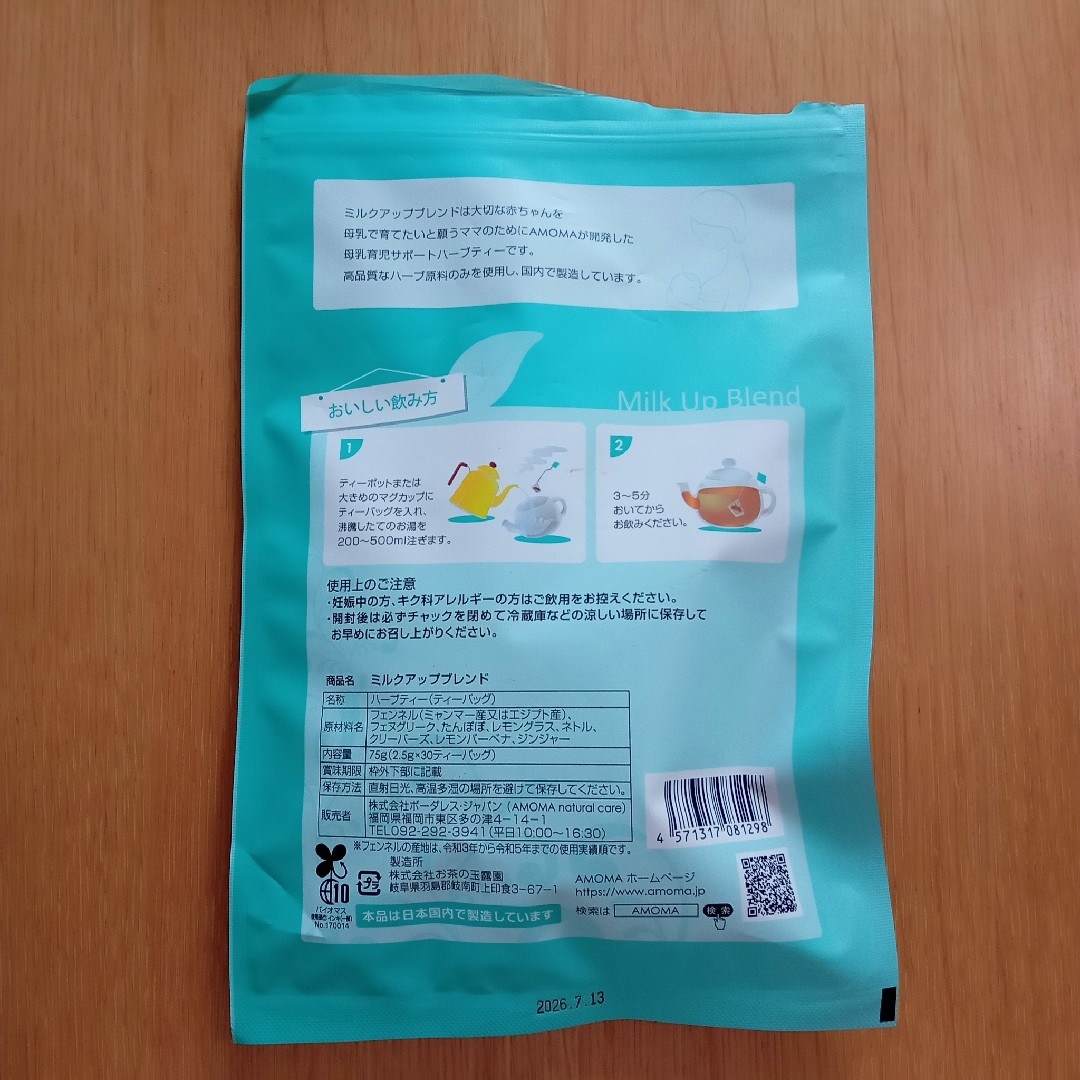 ミルクアップブレンドは大切な赤ちゃんを
母乳で育てたいと願うママのためにAMOMAが開発した
母乳育児サポートハーブティーです。
高品質なハーブ原料のみを使用し、国内で製造しています。
Milk Up Blend
おいしい飲み方
1
ティーポットまたは
大きめのマグカップに
ティーバッグを入れ、
沸騰したてのお湯を
200〜500ml注ぎます。
2
3〜5分
おいてから
お飲みください。
使用上のご注意
・妊娠中の方、キク科アレルギーの方はご飲用をお控えください。
・開封後は必ずチャックを閉めて冷蔵庫などの涼しい場所に保存して
お早めにお召し上がりください。
商品名 ミルクアップブレンド
名称 ハーブティー(ティーバッグ)
原材料名 フェンネル(ミャンマー産又はエジプト産)、
フェヌグリーク、たんぽぽ、レモングラス、ネトル、
クリーバーズ、レモンバーベナ、ジンジャー
内容量 75g(2.5g×30ティーバッグ)
賞味期限 枠外下部に記載
保存方法 直射日光、高温多湿の場所を避けて保存してください。
販売者 株式会社ボーダレス・ジャパン (AMOMA natural care)
福岡県福岡市東区多の津4-14-1
TEL092-292-3941(平日10:00〜16:30)
※フェンネルの産地は、令和3年から令和5年までの使用実績順です。
製造所
株式会社お茶の玉露園
岐阜県羽島郡岐南町上印食3-67-1
プラ
バイオマス
No.170014
本品は日本国内で製造しています
AMOMA ホームページ
https://www.amoma.jp
検索は AMOMA 検索
4 571317 081298
2026.7.13